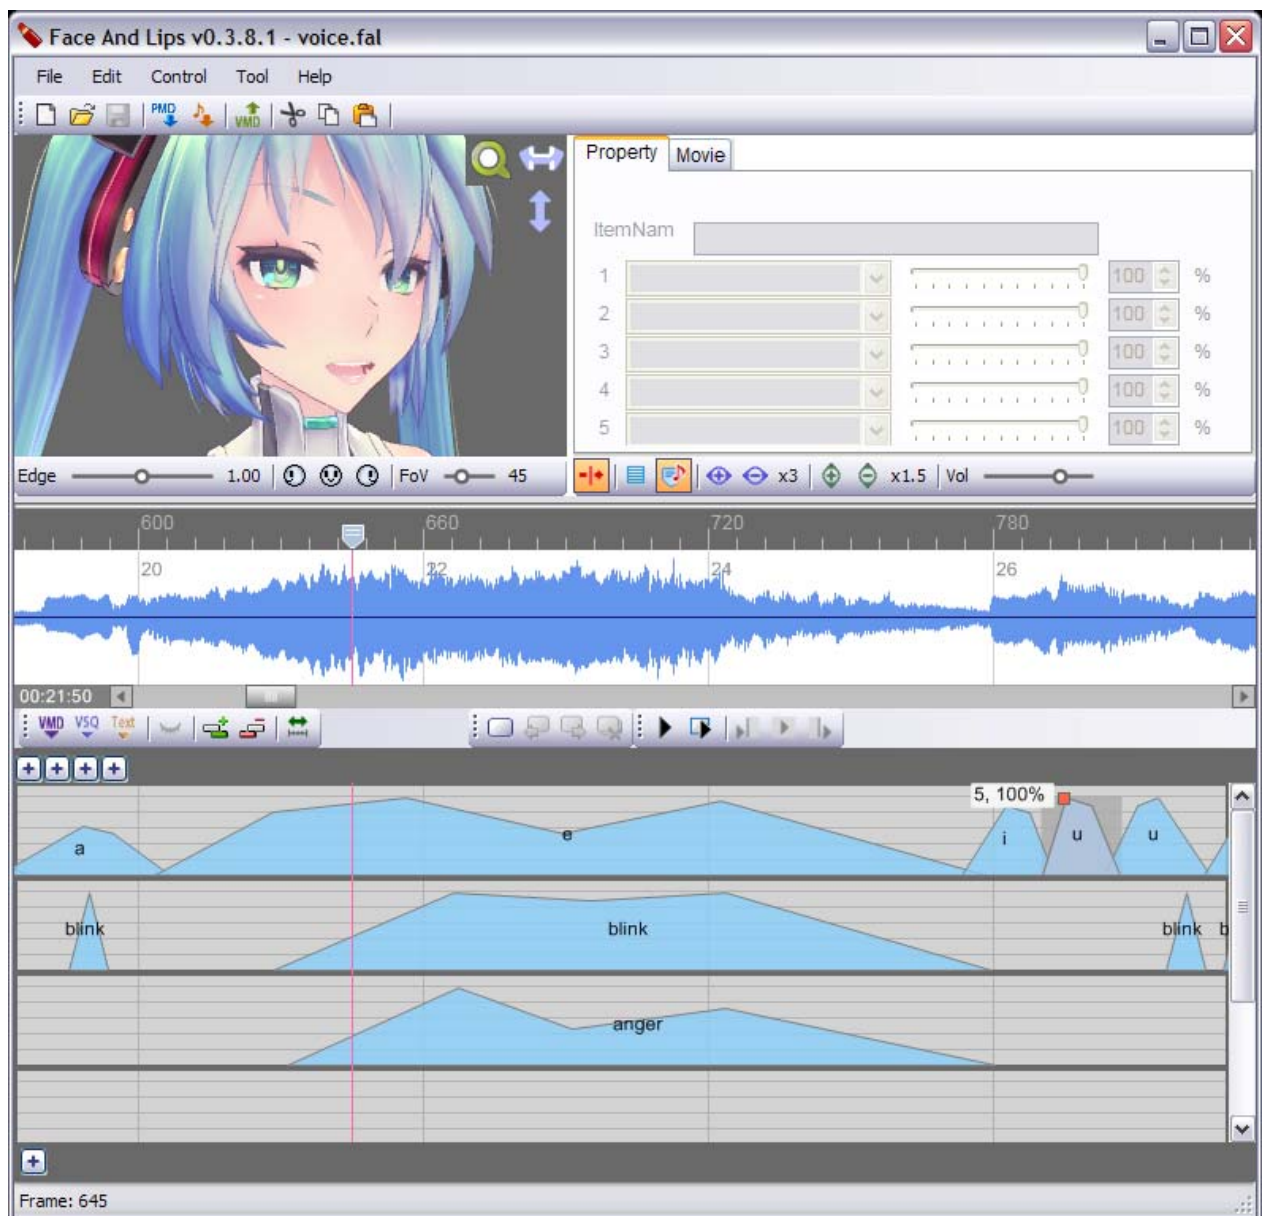 Face And Lips v0.3.8.1 - voice.fal
File Edit Control Tool Help
PMD VMD
Property Movie
ItemNam
1 100 %
2 100 %
3 100 %
4 100 %
5 100 %
Edge 1.00 FoV 45 x3 x1.5 Vol
600 660 720 780
20 22 24 26
00:21:50
VMD VSQ Text
5, 100%
a e i u u
blink blink blink b
anger
Frame: 645